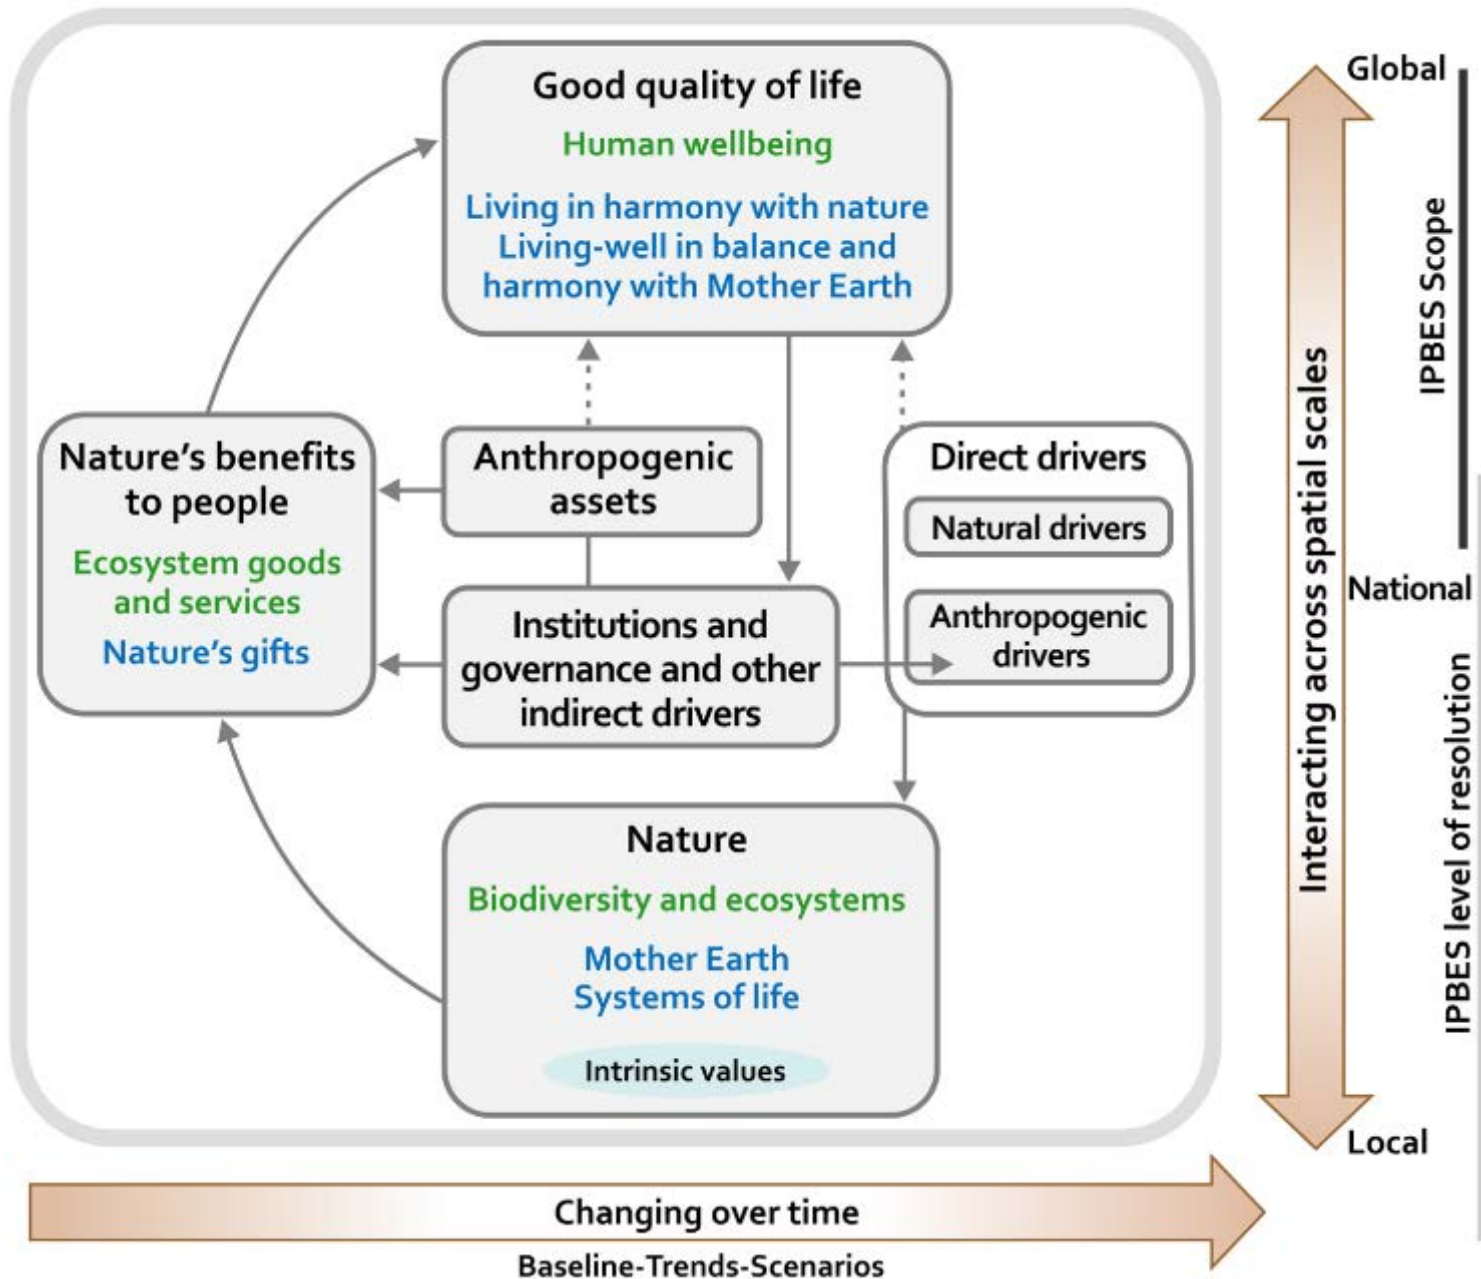 Good quality of life
Human wellbeing
Living in harmony with nature
Living-well in balance and
harmony with Mother Earth
Nature's benefits
to people
Ecosystem goods
and services
Nature's gifts
Anthropogenic
assets
Direct drivers
Natural drivers
Anthropogenic
drivers
Institutions and
governance and other
indirect drivers
Nature
Biodiversity and ecosystems
Mother Earth
Systems of life
Intrinsic values
Interacting across spatial scales
Global
National
Local
IPBES Scope
IPBES level of resolution
Changing over time
Baseline-Trends-Scenarios